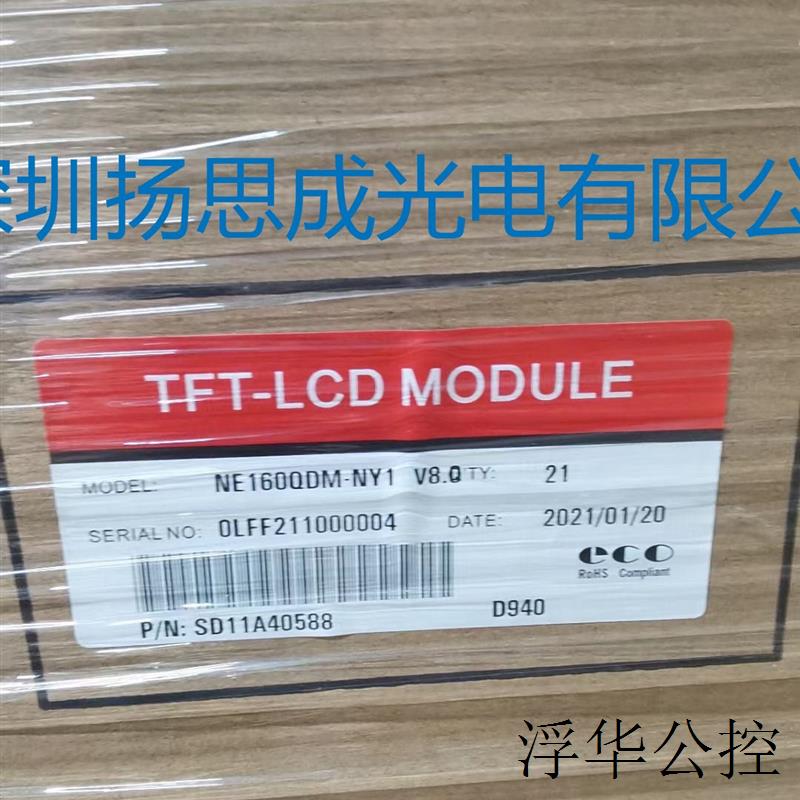 深圳扬思成光电有限公
TFT-LCD MODULE
MODEL: NE160QDM-NY1 V8.Q TY: 21
SERIAL NO: 0LFF211000004 DATE: 2021/01/20
eco
RoHS Compliant
P/N: SD11A40588 D940
浮华公控